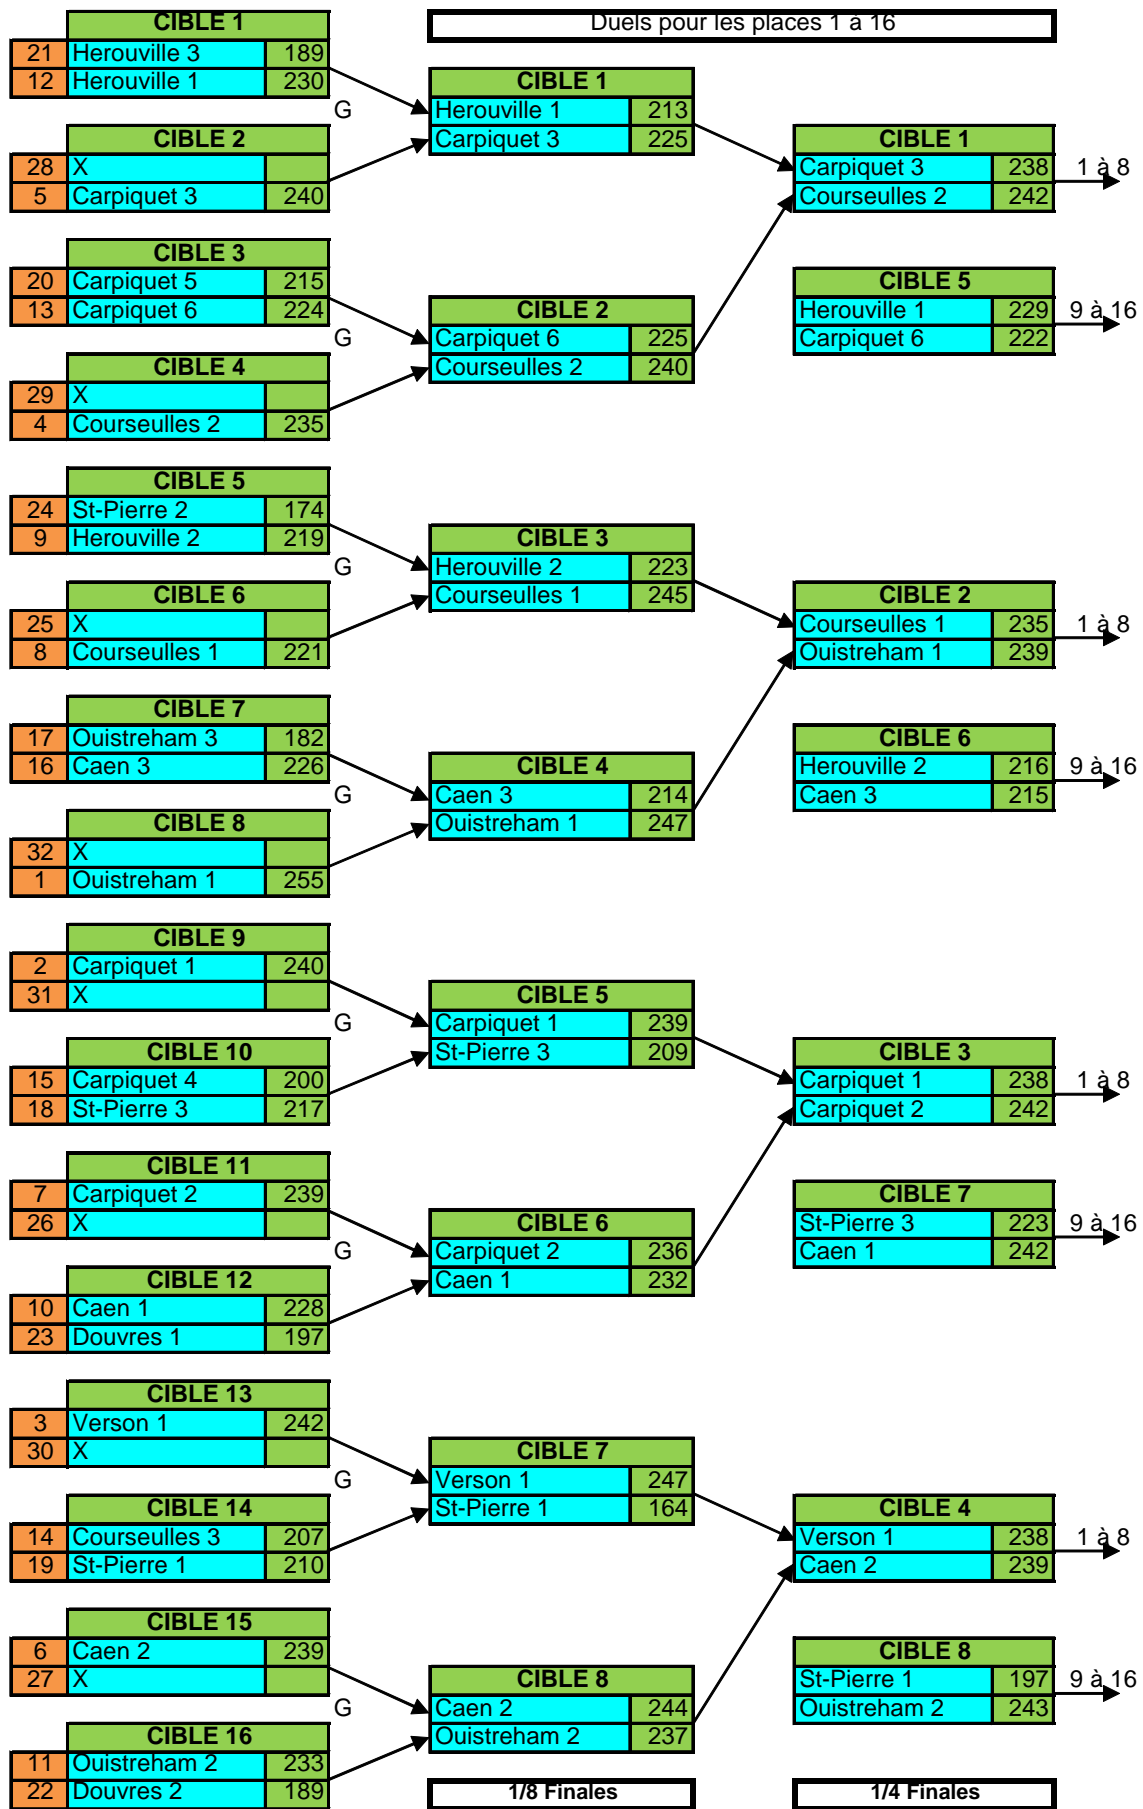 CIBLE 1
21 Herouville 3 189
12 Herouville 1 230
G
CIBLE 2
28 X
5 Carpiquet 3 240
CIBLE 3
20 Carpiquet 5 215
13 Carpiquet 6 224
G
CIBLE 4
29 X
4 Courseulles 2 235
CIBLE 5
24 St-Pierre 2 174
9 Herouville 2 219
G
CIBLE 6
25 X
8 Courseulles 1 221
CIBLE 7
17 Ouistreham 3 182
16 Caen 3 226
G
CIBLE 8
32 X
1 Ouistreham 1 255
CIBLE 9
2 Carpiquet 1 240
31 X
G
CIBLE 10
15 Carpiquet 4 200
18 St-Pierre 3 217
CIBLE 11
7 Carpiquet 2 239
26 X
G
CIBLE 12
10 Caen 1 228
23 Douvres 1 197
CIBLE 13
3 Verson 1 242
30 X
G
CIBLE 14
14 Courseulles 3 207
19 St-Pierre 1 210
CIBLE 15
6 Caen 2 239
27 X
G
CIBLE 16
11 Ouistreham 2 233
22 Douvres 2 189
Duels pour les places 1 à 16
CIBLE 1
Herouville 1 213
Carpiquet 3 225
CIBLE 2
Carpiquet 6 225
Courseulles 2 240
CIBLE 3
Herouville 2 223
Courseulles 1 245
CIBLE 4
Caen 3 214
Ouistreham 1 247
CIBLE 5
Carpiquet 1 239
St-Pierre 3 209
CIBLE 6
Carpiquet 2 236
Caen 1 232
CIBLE 7
Verson 1 247
St-Pierre 1 164
CIBLE 8
Caen 2 244
Ouistreham 2 237
1/8 Finales
CIBLE 1
Carpiquet 3 238 1 à 8
Courseulles 2 242
CIBLE 5
Herouville 1 229 9 à 16
Carpiquet 6 222
CIBLE 2
Courseulles 1 235 1 à 8
Ouistreham 1 239
CIBLE 6
Herouville 2 216 9 à 16
Caen 3 215
CIBLE 3
Carpiquet 1 238 1 à 8
Carpiquet 2 242
CIBLE 7
St-Pierre 3 223 9 à 16
Caen 1 242
CIBLE 4
Verson 1 238 1 à 8
Caen 2 239
CIBLE 8
St-Pierre 1 197 9 à 16
Ouistreham 2 243
1/4 Finales